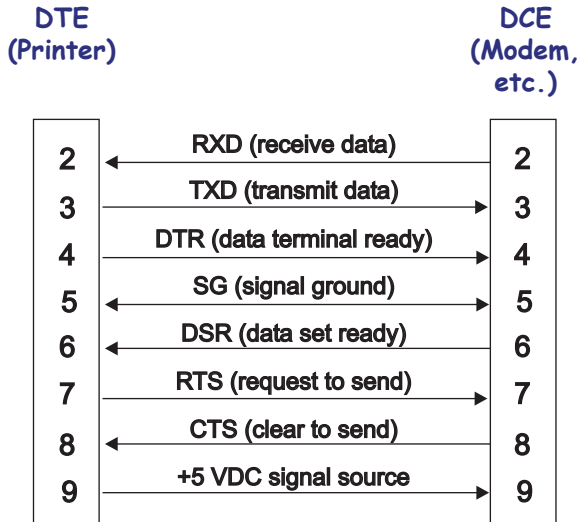 DTE
(Printer)
DCE
(Modem,
etc.)
2 RXD (receive data) 2
3 TXD (transmit data) 3
4 DTR (data terminal ready) 4
5 SG (signal ground) 5
6 DSR (data set ready) 6
7 RTS (request to send) 7
8 CTS (clear to send) 8
9 +5 VDC signal source 9